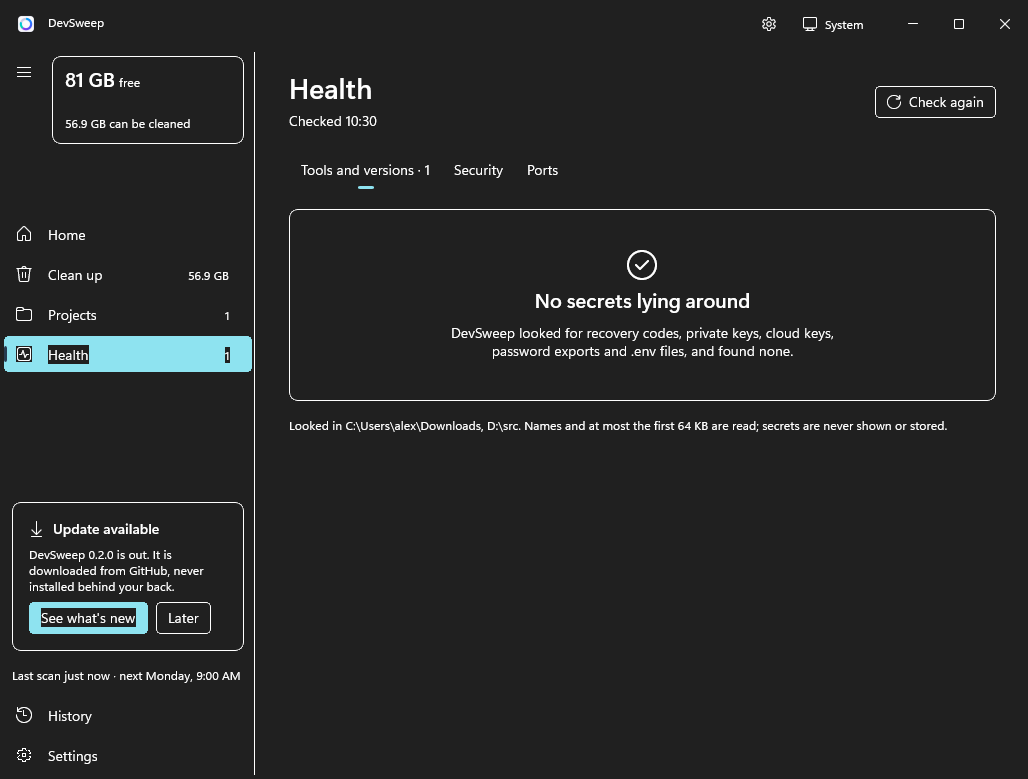 DevSweep
System
81 GB free
56.9 GB can be cleaned
Home
Clean up 56.9 GB
Projects 1
Health 1
Update available
DevSweep 0.2.0 is out. It is
downloaded from GitHub, never
installed behind your back.
See what's new
Later
Last scan just now · next Monday, 9:00 AM
History
Settings
Health
Checked 10:30
Check again
Tools and versions · 1
Security
Ports
No secrets lying around
DevSweep looked for recovery codes, private keys, cloud keys,
password exports and .env files, and found none.
Looked in C:\Users\alex\Downloads, D:\src. Names and at most the first 64 KB are read; secrets are never shown or stored.